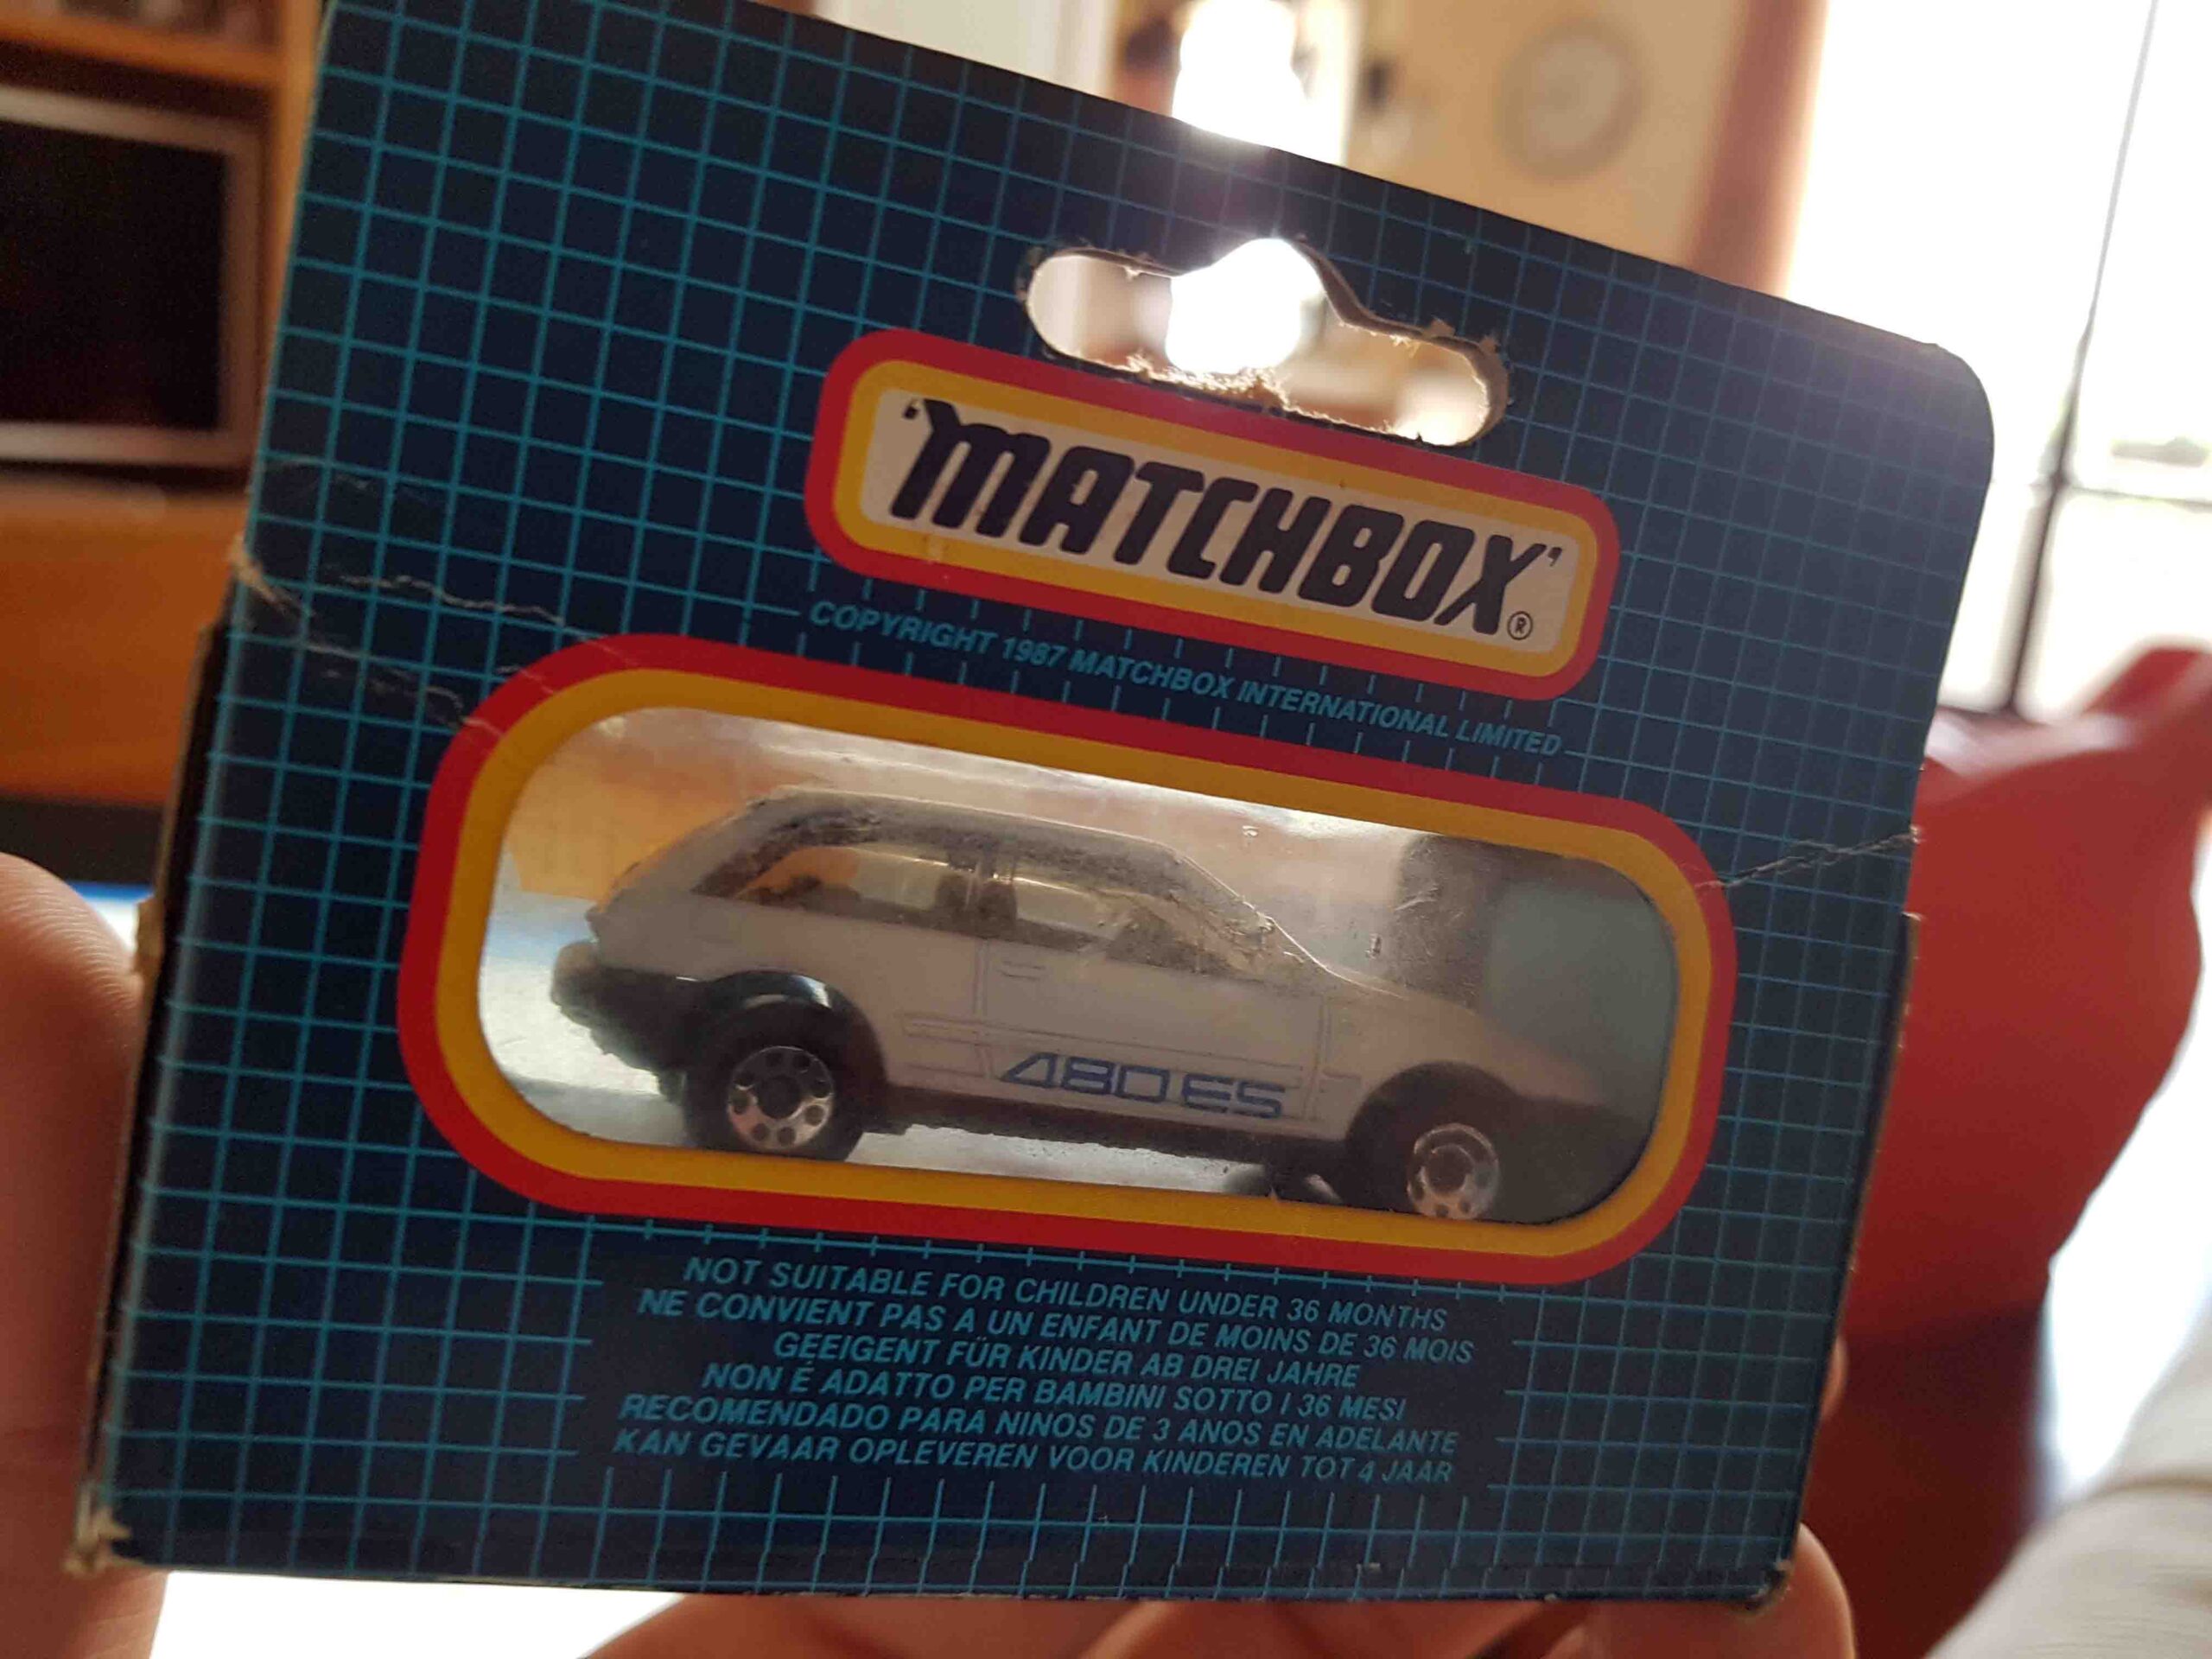 'MATCHBOX'®
COPYRIGHT 1987 MATCHBOX INTERNATIONAL LIMITED
480 ES
NOT SUITABLE FOR CHILDREN UNDER 36 MONTHS
NE CONVIENT PAS A UN ENFANT DE MOINS DE 36 MOIS
GEEIGENT FÜR KINDER AB DREI JAHRE
NON É ADATTO PER BAMBINI SOTTO I 36 MESI
RECOMENDADO PARA NINOS DE 3 ANOS EN ADELANTE
KAN GEVAAR OPLEVEREN VOOR KINDEREN TOT 4 JAAR